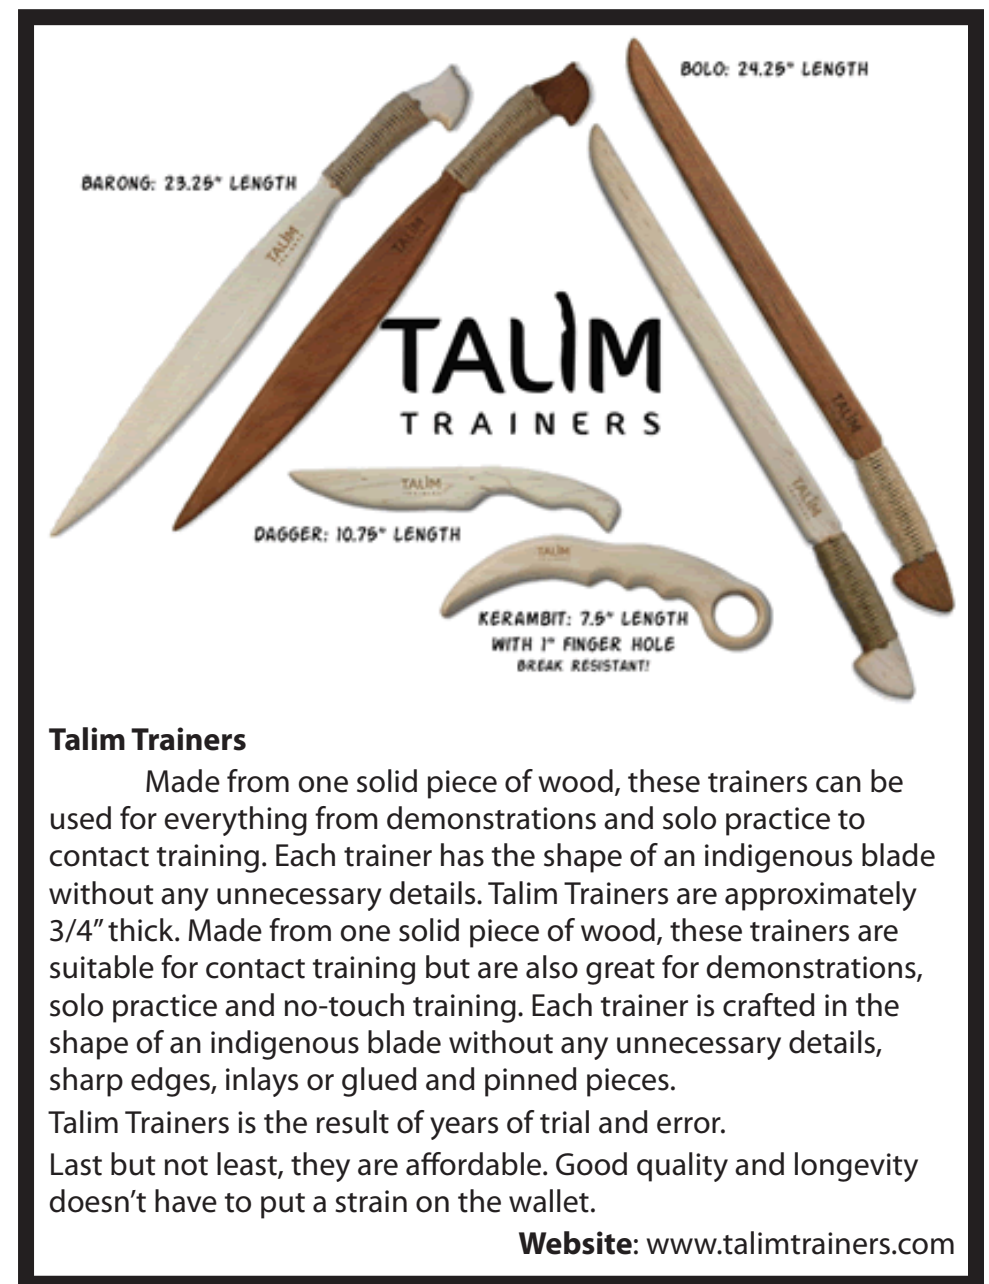 BOLO: 24.25" LENGTH
BARONG: 23.25" LENGTH
TALIM
TRAINERS
TALIM
TALIM
TRAINERS
TALIM
TALIM
DAGGER: 10.75" LENGTH
TALIM
TALIM
KERAMBIT: 7.5" LENGTH
WITH 1" FINGER HOLE
BREAK RESISTANT!
Talim Trainers
Made from one solid piece of wood, these trainers can be
used for everything from demonstrations and solo practice to
contact training. Each trainer has the shape of an indigenous blade
without any unnecessary details. Talim Trainers are approximately
3/4” thick. Made from one solid piece of wood, these trainers are
suitable for contact training but are also great for demonstrations,
solo practice and no-touch training. Each trainer is crafted in the
shape of an indigenous blade without any unnecessary details,
sharp edges, inlays or glued and pinned pieces.
Talim Trainers is the result of years of trial and error.
Last but not least, they are affordable. Good quality and longevity
doesn’t have to put a strain on the wallet.
Website: www.talimtrainers.com